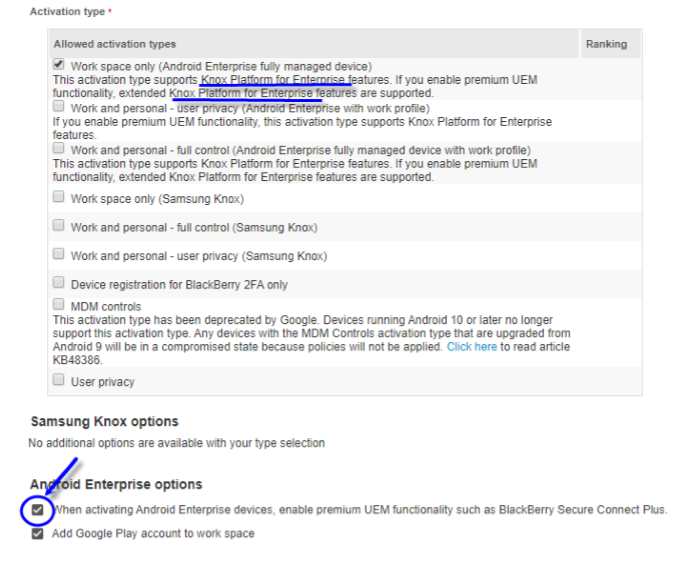 Activation type *
Allowed activation types Ranking
Work space only (Android Enterprise fully managed device)
This activation type supports Knox Platform for Enterprise features. If you enable premium UEM
functionality, extended Knox Platform for Enterprise features are supported.
Work and personal - user privacy (Android Enterprise with work profile)
If you enable premium UEM functionality, this activation type supports Knox Platform for Enterprise
features.
Work and personal - full control (Android Enterprise fully managed device with work profile)
This activation type supports Knox Platform for Enterprise features. If you enable premium UEM
functionality, extended Knox Platform for Enterprise features are supported.
Work space only (Samsung Knox)
Work and personal - full control (Samsung Knox)
Work and personal - user privacy (Samsung Knox)
Device registration for BlackBerry 2FA only
MDM controls
This activation type has been deprecated by Google. Devices running Android 10 or later no longer
support this activation type. Any devices with the MDM Controls activation type that are upgraded from
Android 9 will be in a compromised state because policies will not be applied. Click here to read article
KB48386.
User privacy
Samsung Knox options
No additional options are available with your type selection
Android Enterprise options
When activating Android Enterprise devices, enable premium UEM functionality such as BlackBerry Secure Connect Plus.
Add Google Play account to work space